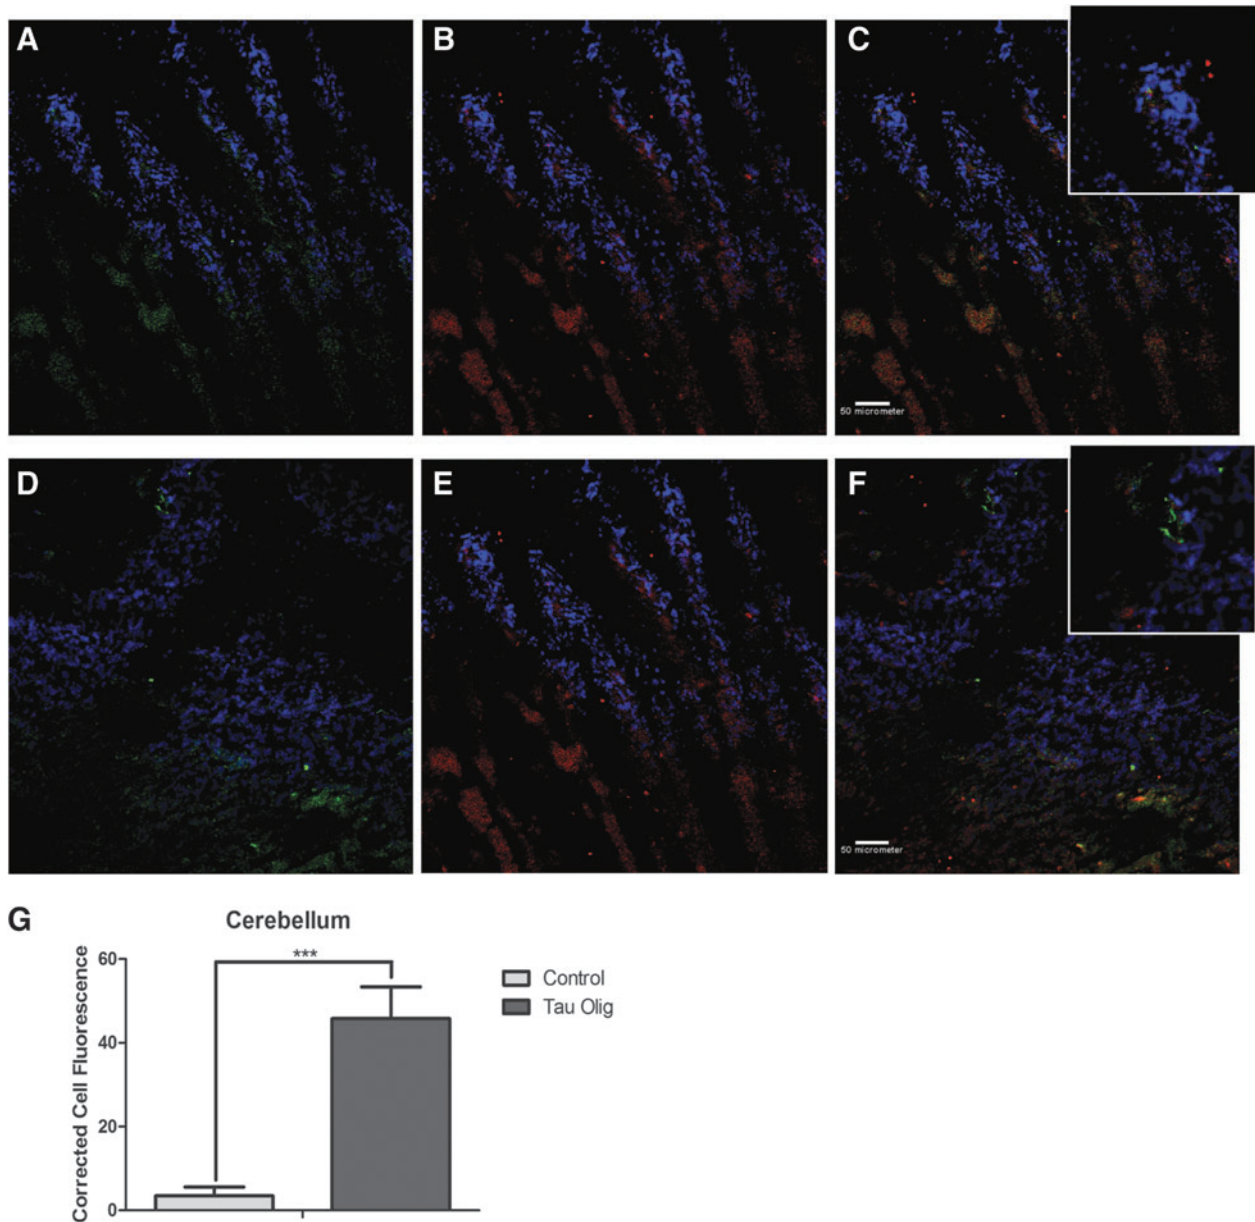 A
B
C
50 micrometer
D
E
F
50 micrometer
G
Cerebellum
Corrected Cell Fluorescence
60
40
20
0
***
Control
Tau Olig